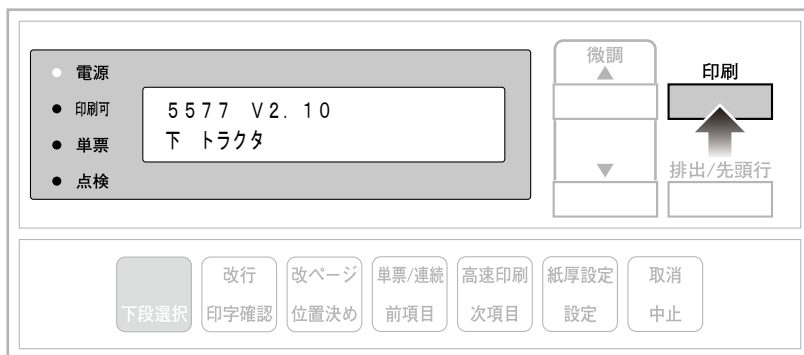 電源
印刷可
単票
点検
5577 V2.10
下 トラクタ
微調
▲
▼
印刷
排出/先頭行
下段選択
改行
印字確認
改ページ
位置決め
単票/連続
前項目
高速印刷
次項目
紙厚設定
設定
取消
中止